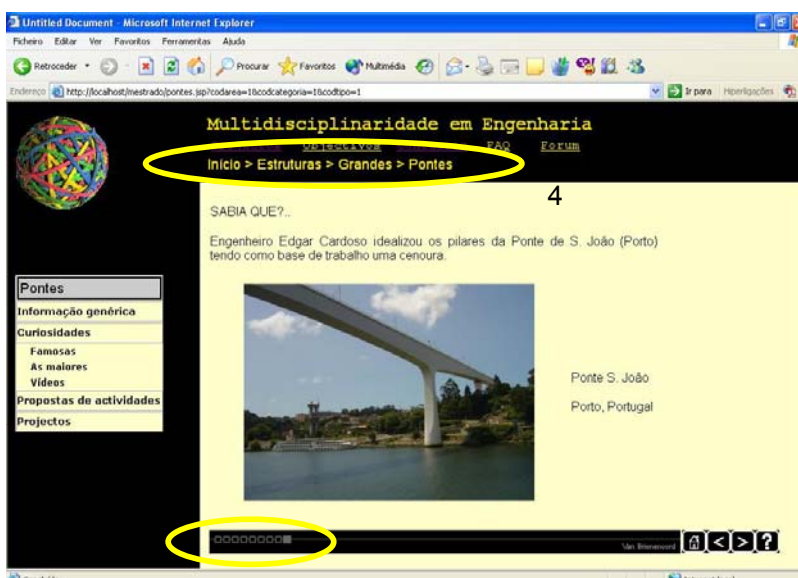 Untitled Document - Microsoft Internet Explorer
Ficheiro Editar Ver Favoritos Ferramentas Ajuda
Retroceder Procurar Favoritos Multimédia
Endereço http://localhost/mestrado/pontes.jsp?codarea=1&codcategoria=1&codtipo=1 Ir para Hiperligações
Multidisciplinaridade em Engenharia
Objectivos FAQ Forum
Início > Estruturas > Grandes > Pontes
4
SABIA QUE?..
Engenheiro Edgar Cardoso idealizou os pilares da Ponte de S. João (Porto)
tendo como base de trabalho uma cenoura.
Pontes
Informação genérica
Curiosidades
Famosas
As maiores
Vídeos
Propostas de actividades
Projectos
Ponte S. João
Porto, Portugal